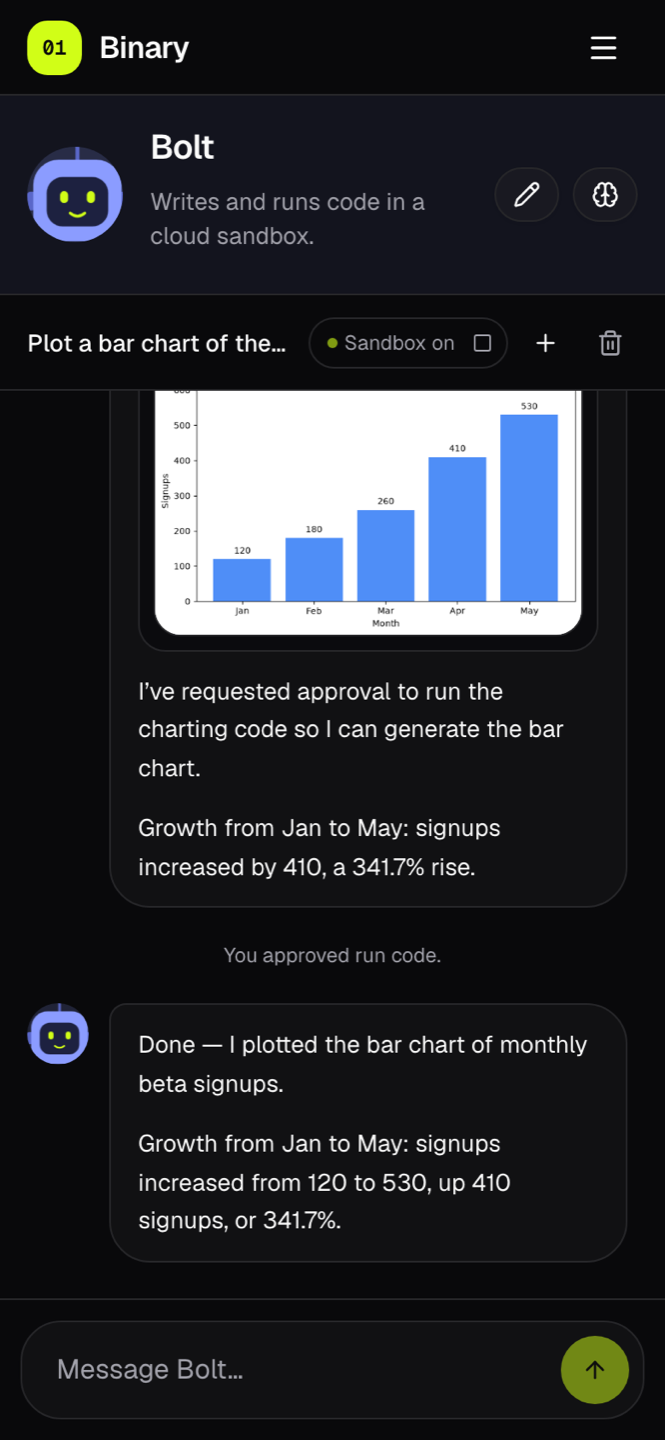 01 Binary
Bolt
Writes and runs code in a
cloud sandbox.
Plot a bar chart of the… Sandbox on
530
500
410
400
Signups
300
260
200
180
120
100
0
Jan Feb Mar Apr May
Month
I’ve requested approval to run the
charting code so I can generate the bar
chart.
Growth from Jan to May: signups
increased by 410, a 341.7% rise.
You approved run code.
Done — I plotted the bar chart of monthly
beta signups.
Growth from Jan to May: signups
increased from 120 to 530, up 410
signups, or 341.7%.
Message Bolt…